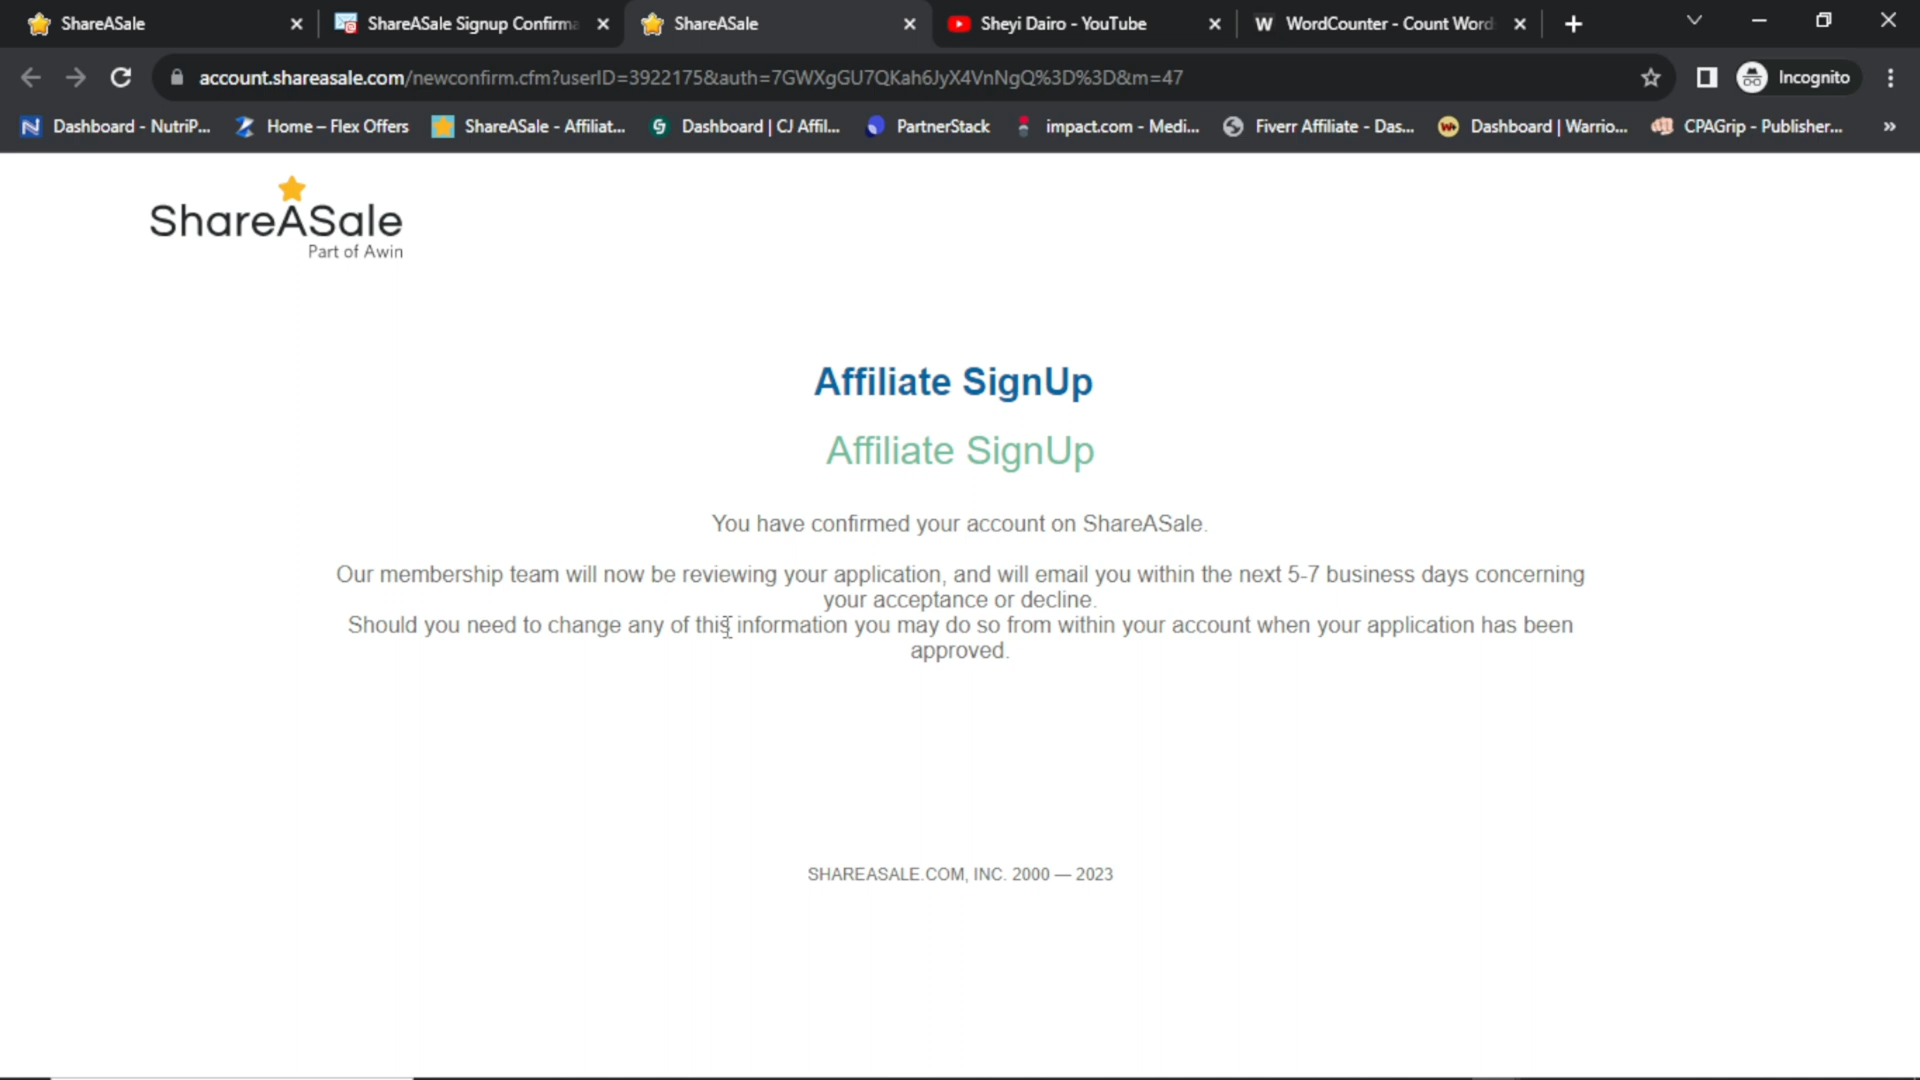 ShareASale
ShareASale Signup Confirma
ShareASale
Sheyi Dairo - YouTube
WordCounter - Count Word
account.shareasale.com/newconfirm.cfm?userID=3922175&auth=7GWXgGU7QKah6JyX4VnNgQ%3D%3D&m=47
Incognito
Dashboard - NutriP...
Home – Flex Offers
ShareASale - Affiliat...
Dashboard | CJ Affil...
PartnerStack
impact.com - Medi...
Fiverr Affiliate - Das...
Dashboard | Warrio...
CPAGrip - Publisher...
»
ShareASale
Part of Awin
Affiliate SignUp
Affiliate SignUp
You have confirmed your account on ShareASale.
Our membership team will now be reviewing your application, and will email you within the next 5-7 business days concerning
your acceptance or decline.
Should you need to change any of this information you may do so from within your account when your application has been
approved.
SHAREASALE.COM, INC. 2000 — 2023